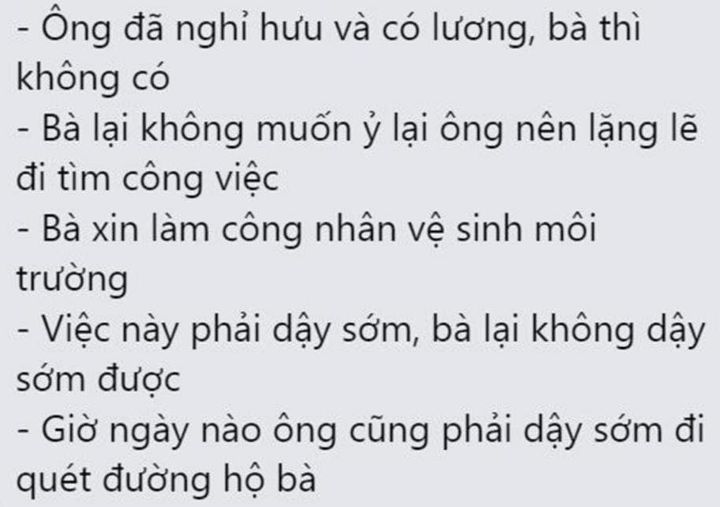 - Ông đã nghỉ hưu và có lương, bà thì
không có
- Bà lại không muốn ỷ lại ông nên lặng lẽ
đi tìm công việc
- Bà xin làm công nhân vệ sinh môi
trường
- Việc này phải dậy sớm, bà lại không dậy
sớm được
- Giờ ngày nào ông cũng phải dậy sớm đi
quét đường hộ bà